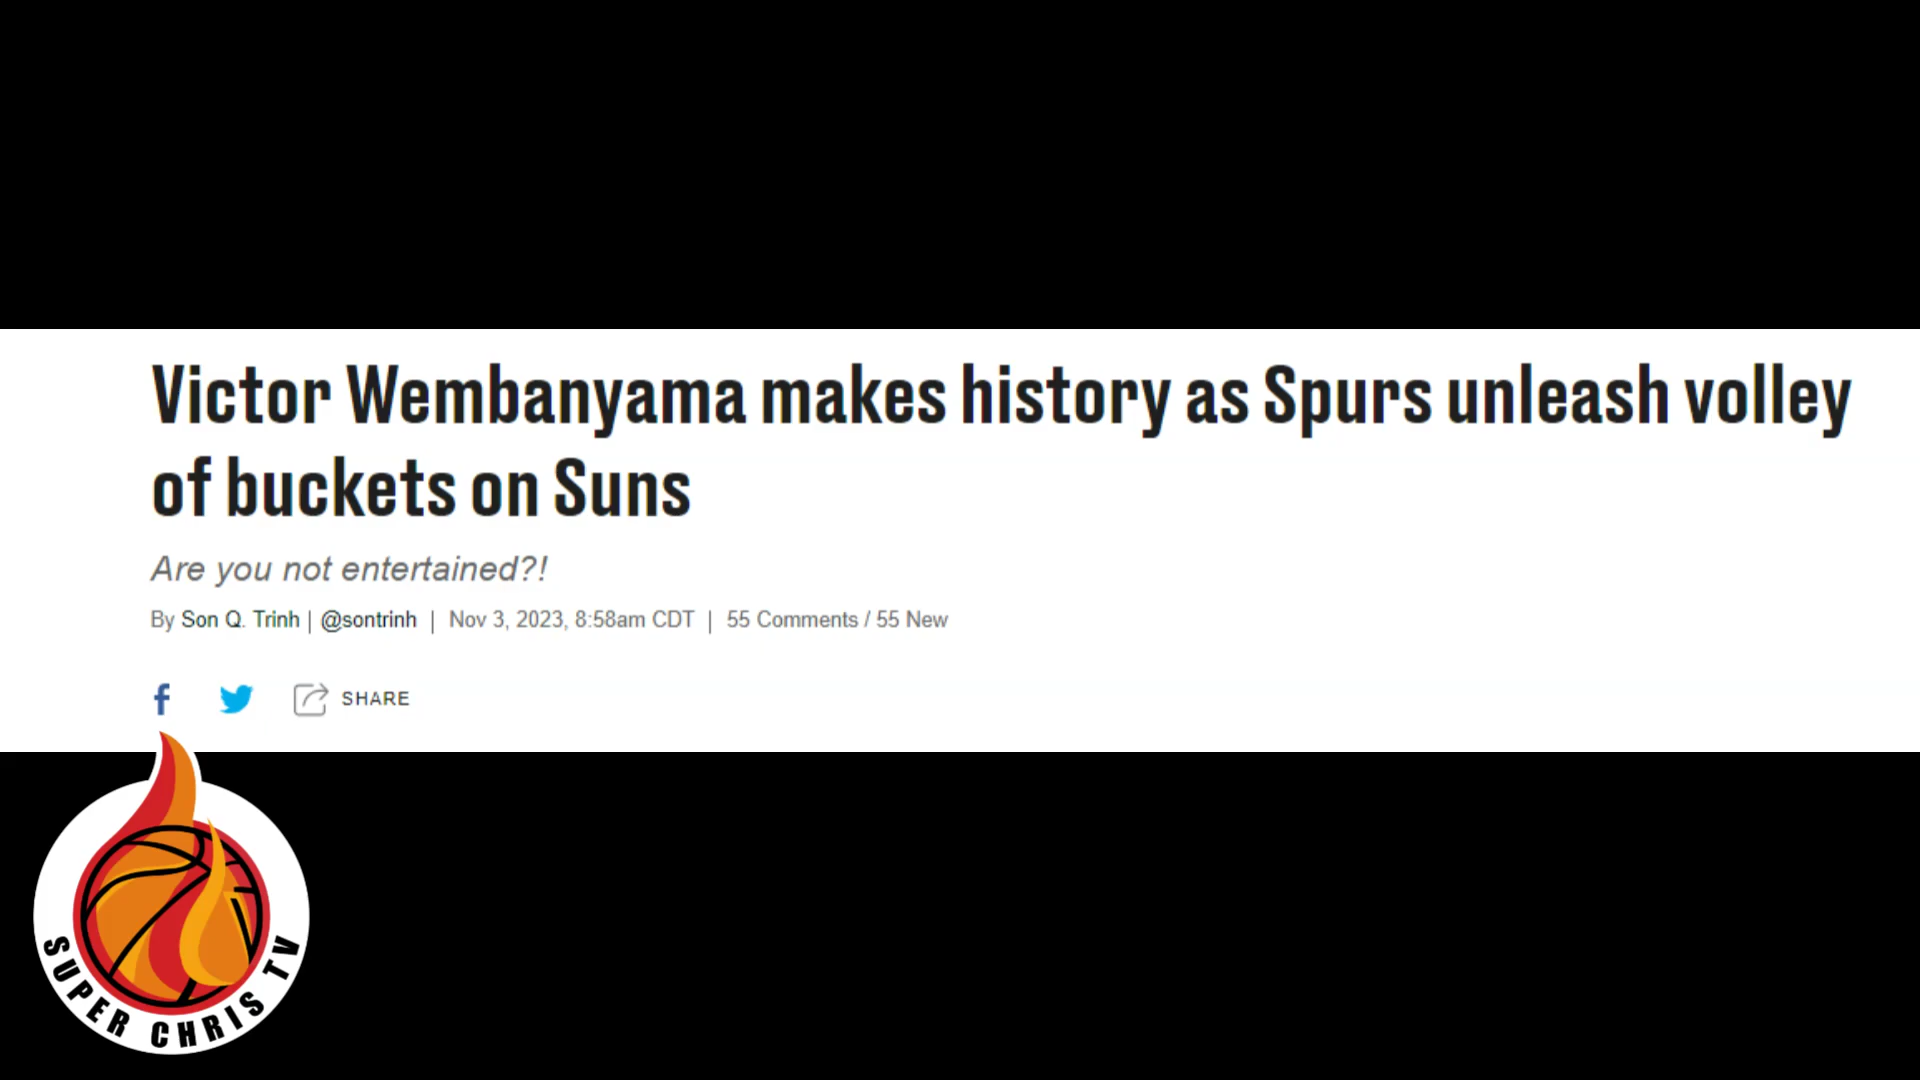 Victor Wembanyama makes history as Spurs unleash volley
of buckets on Suns
Are you not entertained?!
By Son Q. Trinh | @sontrinh | Nov 3, 2023, 8:58am CDT | 55 Comments / 55 New
SHARE
SUPER CHRIS TV